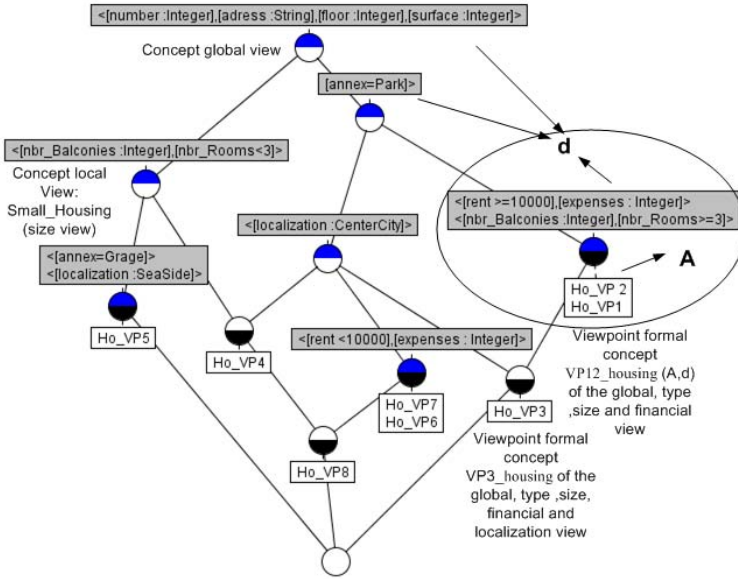 <[number :Integer],[adress :String],[floor :Integer],[surface :Integer]>
Concept global view
[annex=Park]>
d
<[nbr_Balconies :Integer],[nbr_Rooms<3]>
Concept local
View:
Small_Housing
(size view)
<[rent >=10000],[expenses : Integer]>
<[nbr_Balconies :Integer],[nbr_Rooms>=3]>
<[localization :CenterCity]>
<[annex=Grage]>
<[localization :SeaSide]>
A
Ho_VP 2
Ho_VP1
Ho_VP5
Ho_VP4
<[rent <10000],[expenses : Integer]>
Viewpoint formal
concept
VP12_housing (A,d)
of the global, type
,size and financial
view
Ho_VP7
Ho_VP6
Ho_VP3
Ho_VP8
Viewpoint formal
concept
VP3_housing of the
global, type ,size,
financial and
localization view